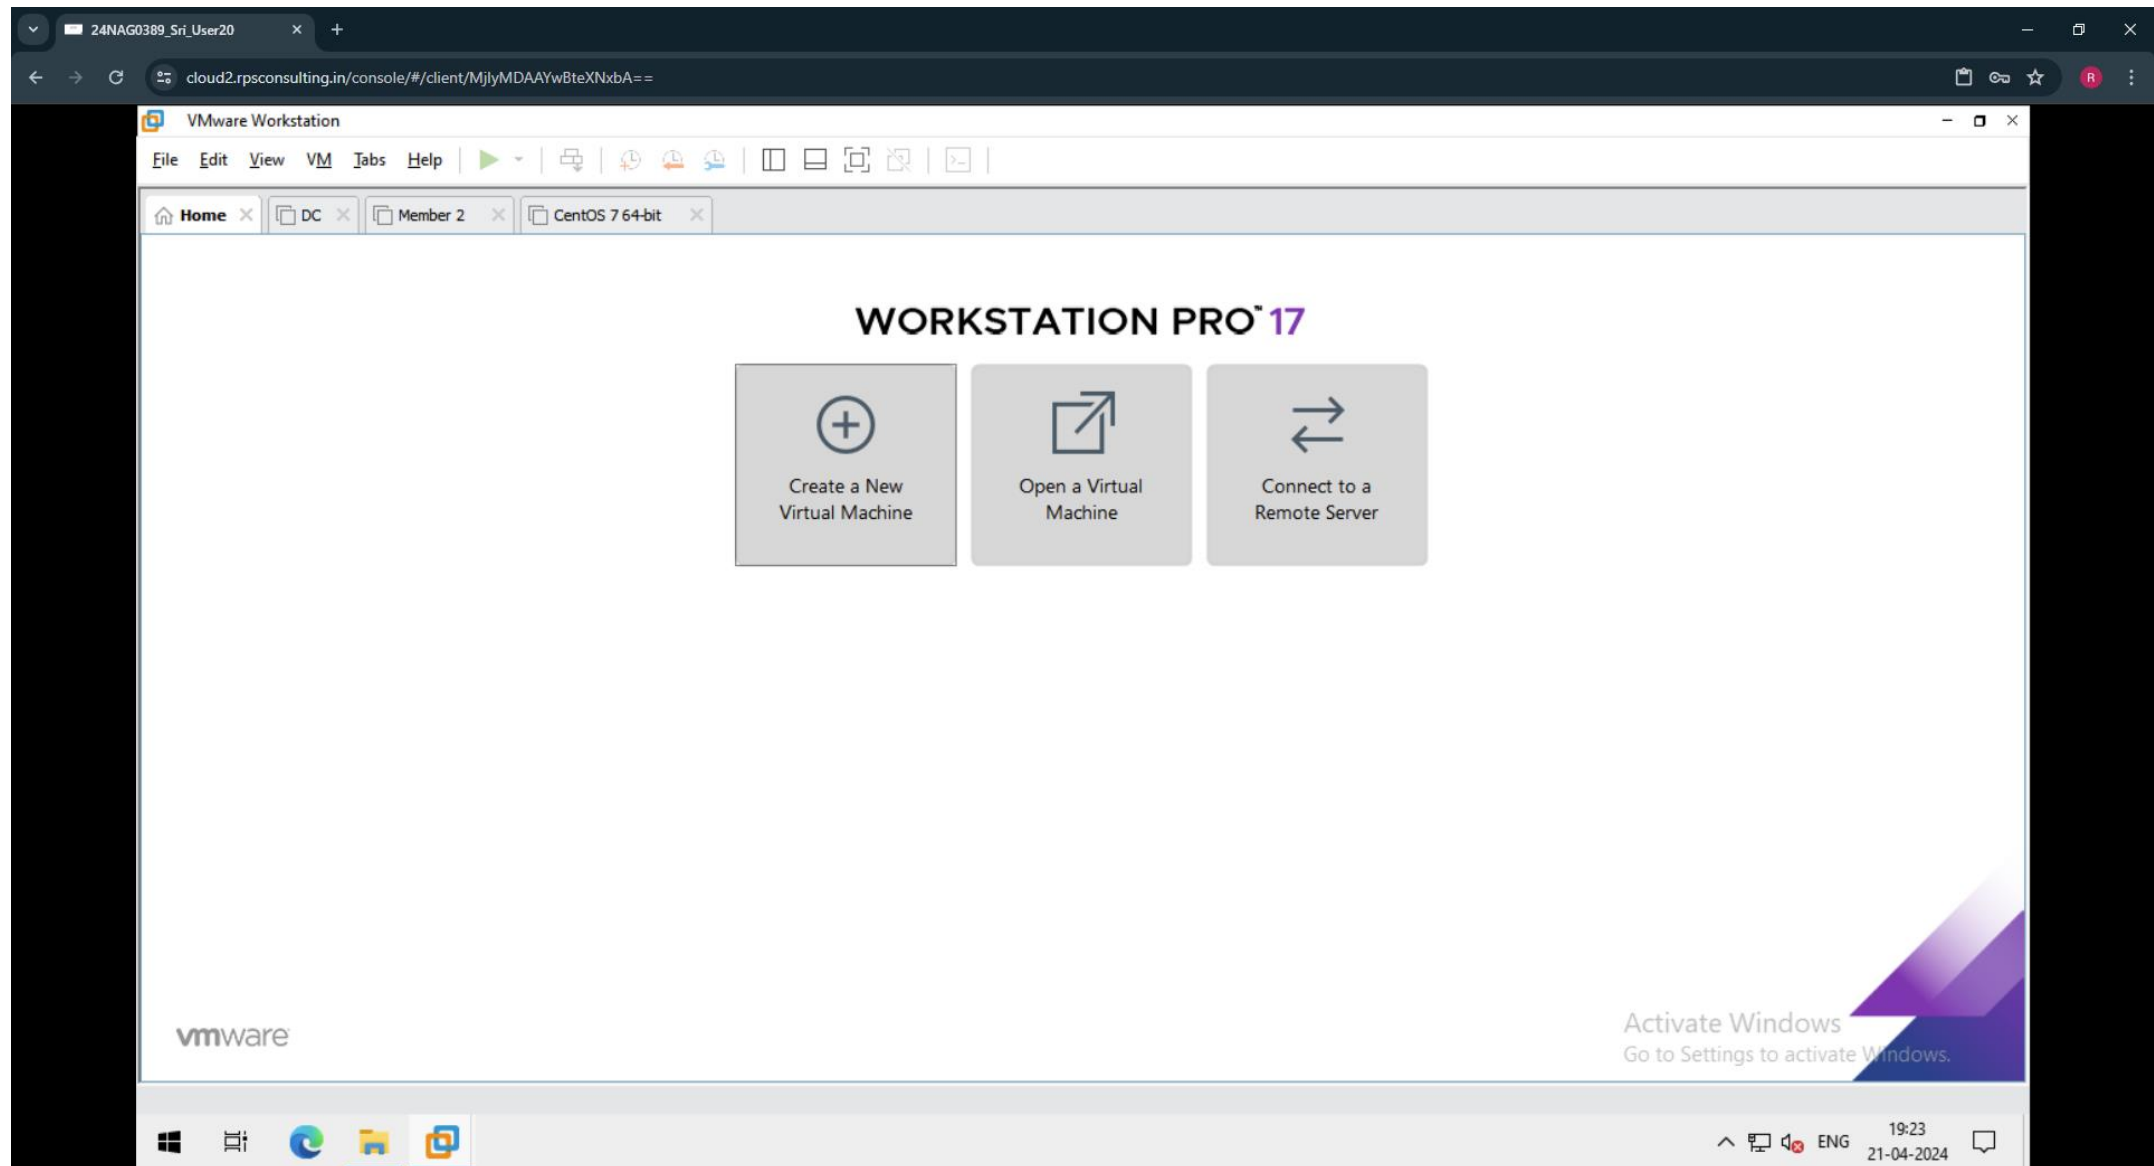 24NAG0389_Sri_User20
cloud2.rpsconsulting.in/console/#/client/MjIyMDAAYwBteXNxbA==
R
VMware Workstation
File Edit View VM Tabs Help
Home DC Member 2 CentOS 7 64-bit
WORKSTATION PRO™ 17
Create a New
Virtual Machine
Open a Virtual
Machine
Connect to a
Remote Server
vmware
Activate Windows
Go to Settings to activate Windows.
ENG
19:23
21-04-2024